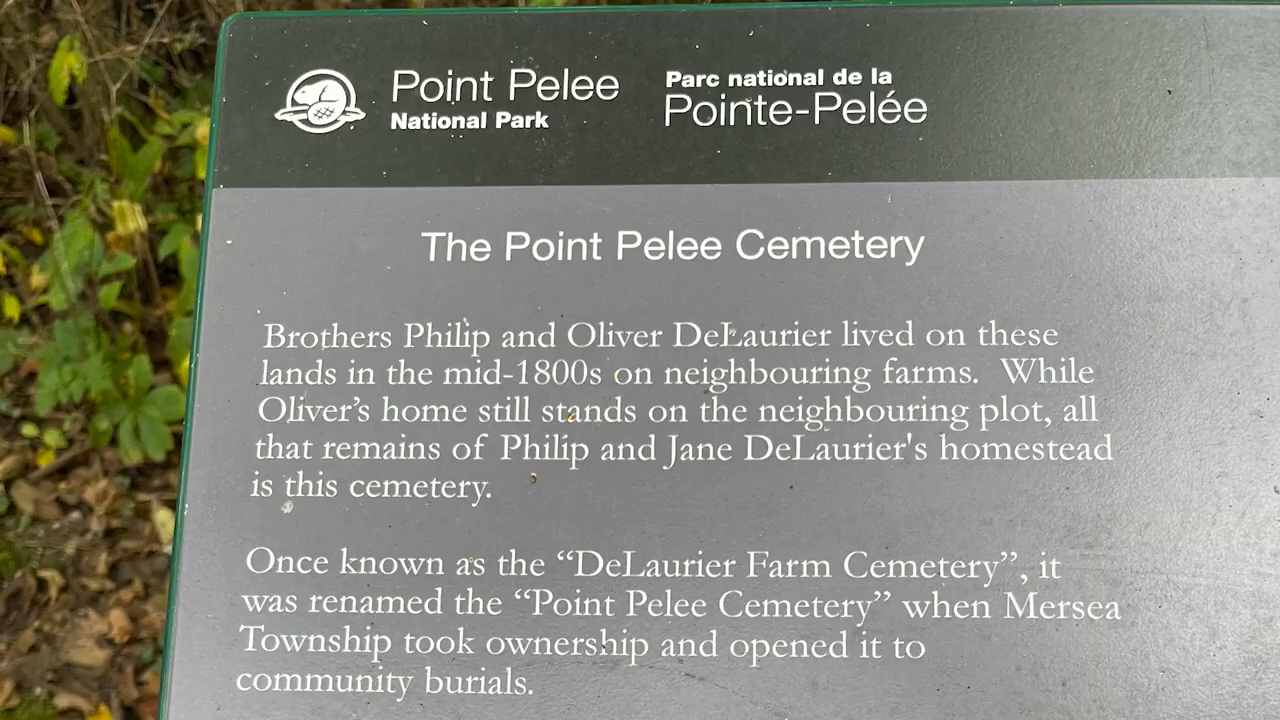 Point Pelee
National Park
Parc national de la
Pointe-Pelée
The Point Pelee Cemetery
Brothers Philip and Oliver DeLaurier lived on these
lands in the mid-1800s on neighbouring farms.  While
Oliver’s home still stands on the neighbouring plot, all
that remains of Philip and Jane DeLaurier's homestead
is this cemetery.
Once known as the “DeLaurier Farm Cemetery”, it
was renamed the “Point Pelee Cemetery” when Mersea
Township took ownership and opened it to
community burials.